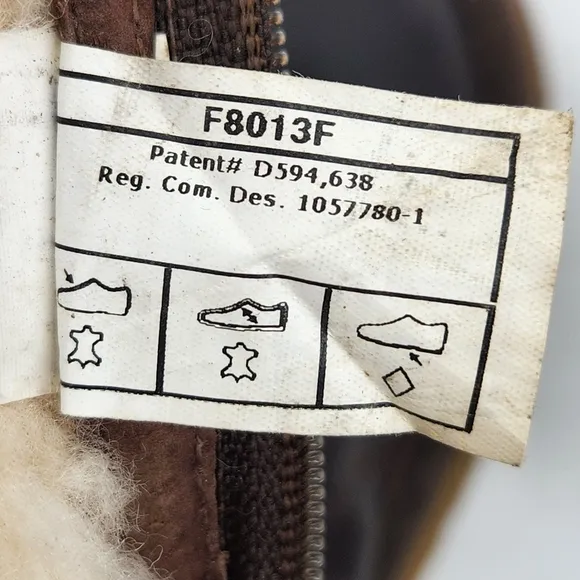 F8013F
Patent# D594,638
Reg. Com. Des. 1057780-1